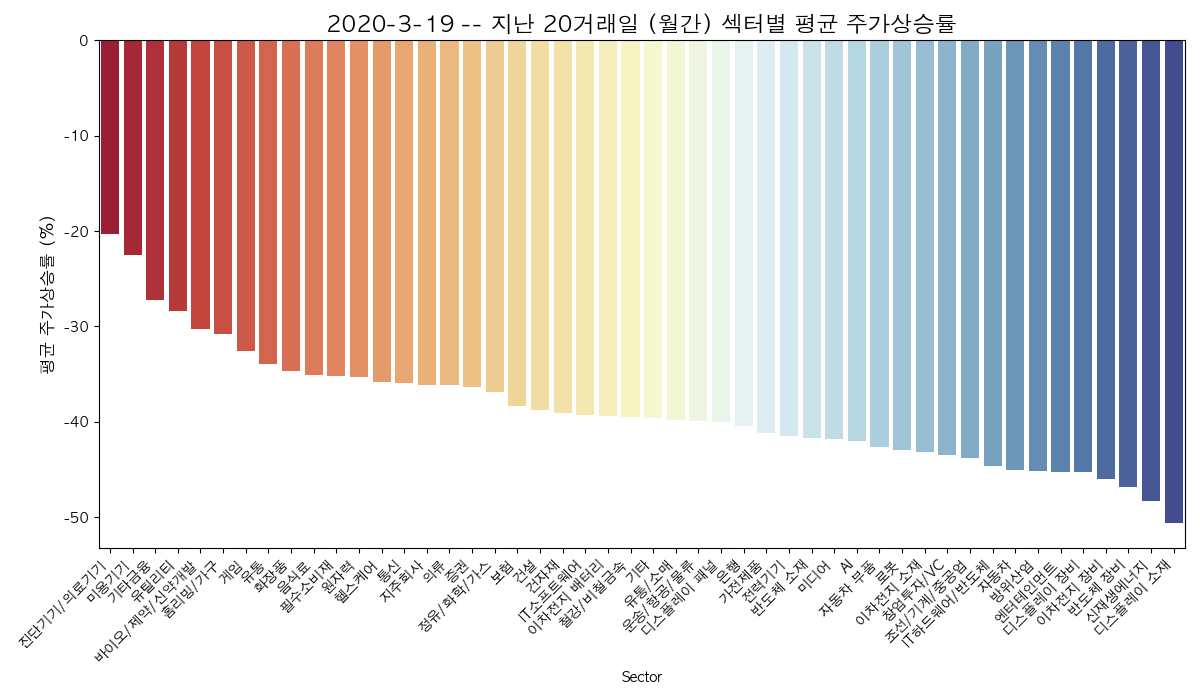 2020-3-19 -- 지난 20거래일 (월간) 섹터별 평균 주가상승률
평균 주가상승률 (%)
0
-10
-20
-30
-40
-50
진단기기/의료기기
미용기기
기타금융
유틸리티
바이오/제약/신약개발
홈리빙/가구
게임
유통
화장품
음식료
필수소비재
원자력
헬스케어
통신
지주회사
의류
증권
정유/화학/가스
보험
건설
건자재
IT소프트웨어
이차전지 배터리
철강/비철금속
기타
유통/소매
운송/항공/물류
디스플레이 패널
은행
가전제품
전력기기
반도체 소재
미디어
AI
자동차 부품
로봇
이차전지 소재
창업투자/VC
조선/기계/중공업
IT하드웨어/반도체
자동차
방위산업
엔터테인먼트
디스플레이 장비
이차전지 장비
반도체 장비
신재생에너지
디스플레이 소재
Sector